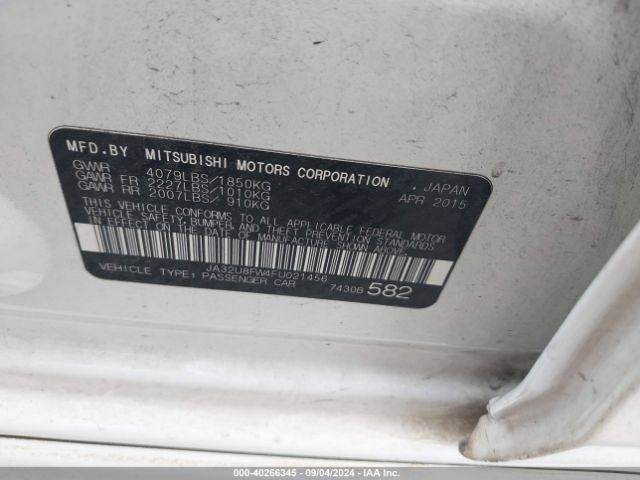 MFD.BY MITSUBISHI MOTORS CORPORATION , JAPAN
GVWR 4079LBS/1850KG APR 2015
GAWR FR 2227LBS/1010KG
GAWR RR 2007LBS/ 910KG
THIS VEHICLE CONFORMS TO ALL APPLICABLE FEDERAL MOTOR
VEHICLE SAFETY, BUMPER, AND THEFT PREVENTION STANDARDS
IN EFFECT ON THE DATE OF MANUFACTURE SHOWN ABOVE.
JA32U8FW4FU021456
VEHICLE TYPE: PASSENGER CAR 7430B 582
000-40266345 - 09/04/2024 - IAAI.COM